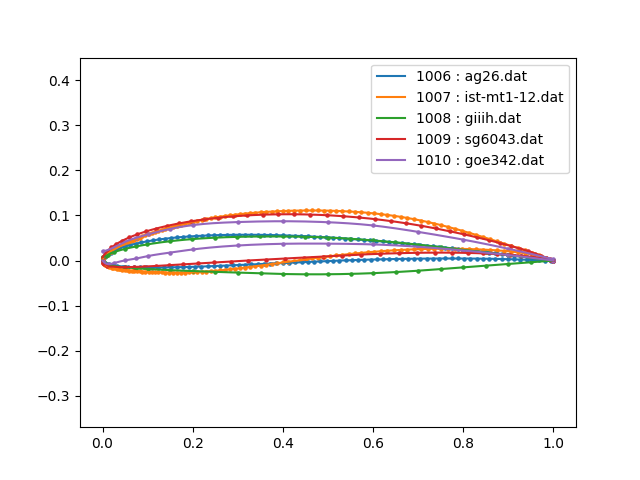 0.4
0.3
0.2
0.1
0.0
−0.1
−0.2
−0.3
0.0 0.2 0.4 0.6 0.8 1.0
1006 : ag26.dat
1007 : ist-mt1-12.dat
1008 : giiih.dat
1009 : sg6043.dat
1010 : goe342.dat